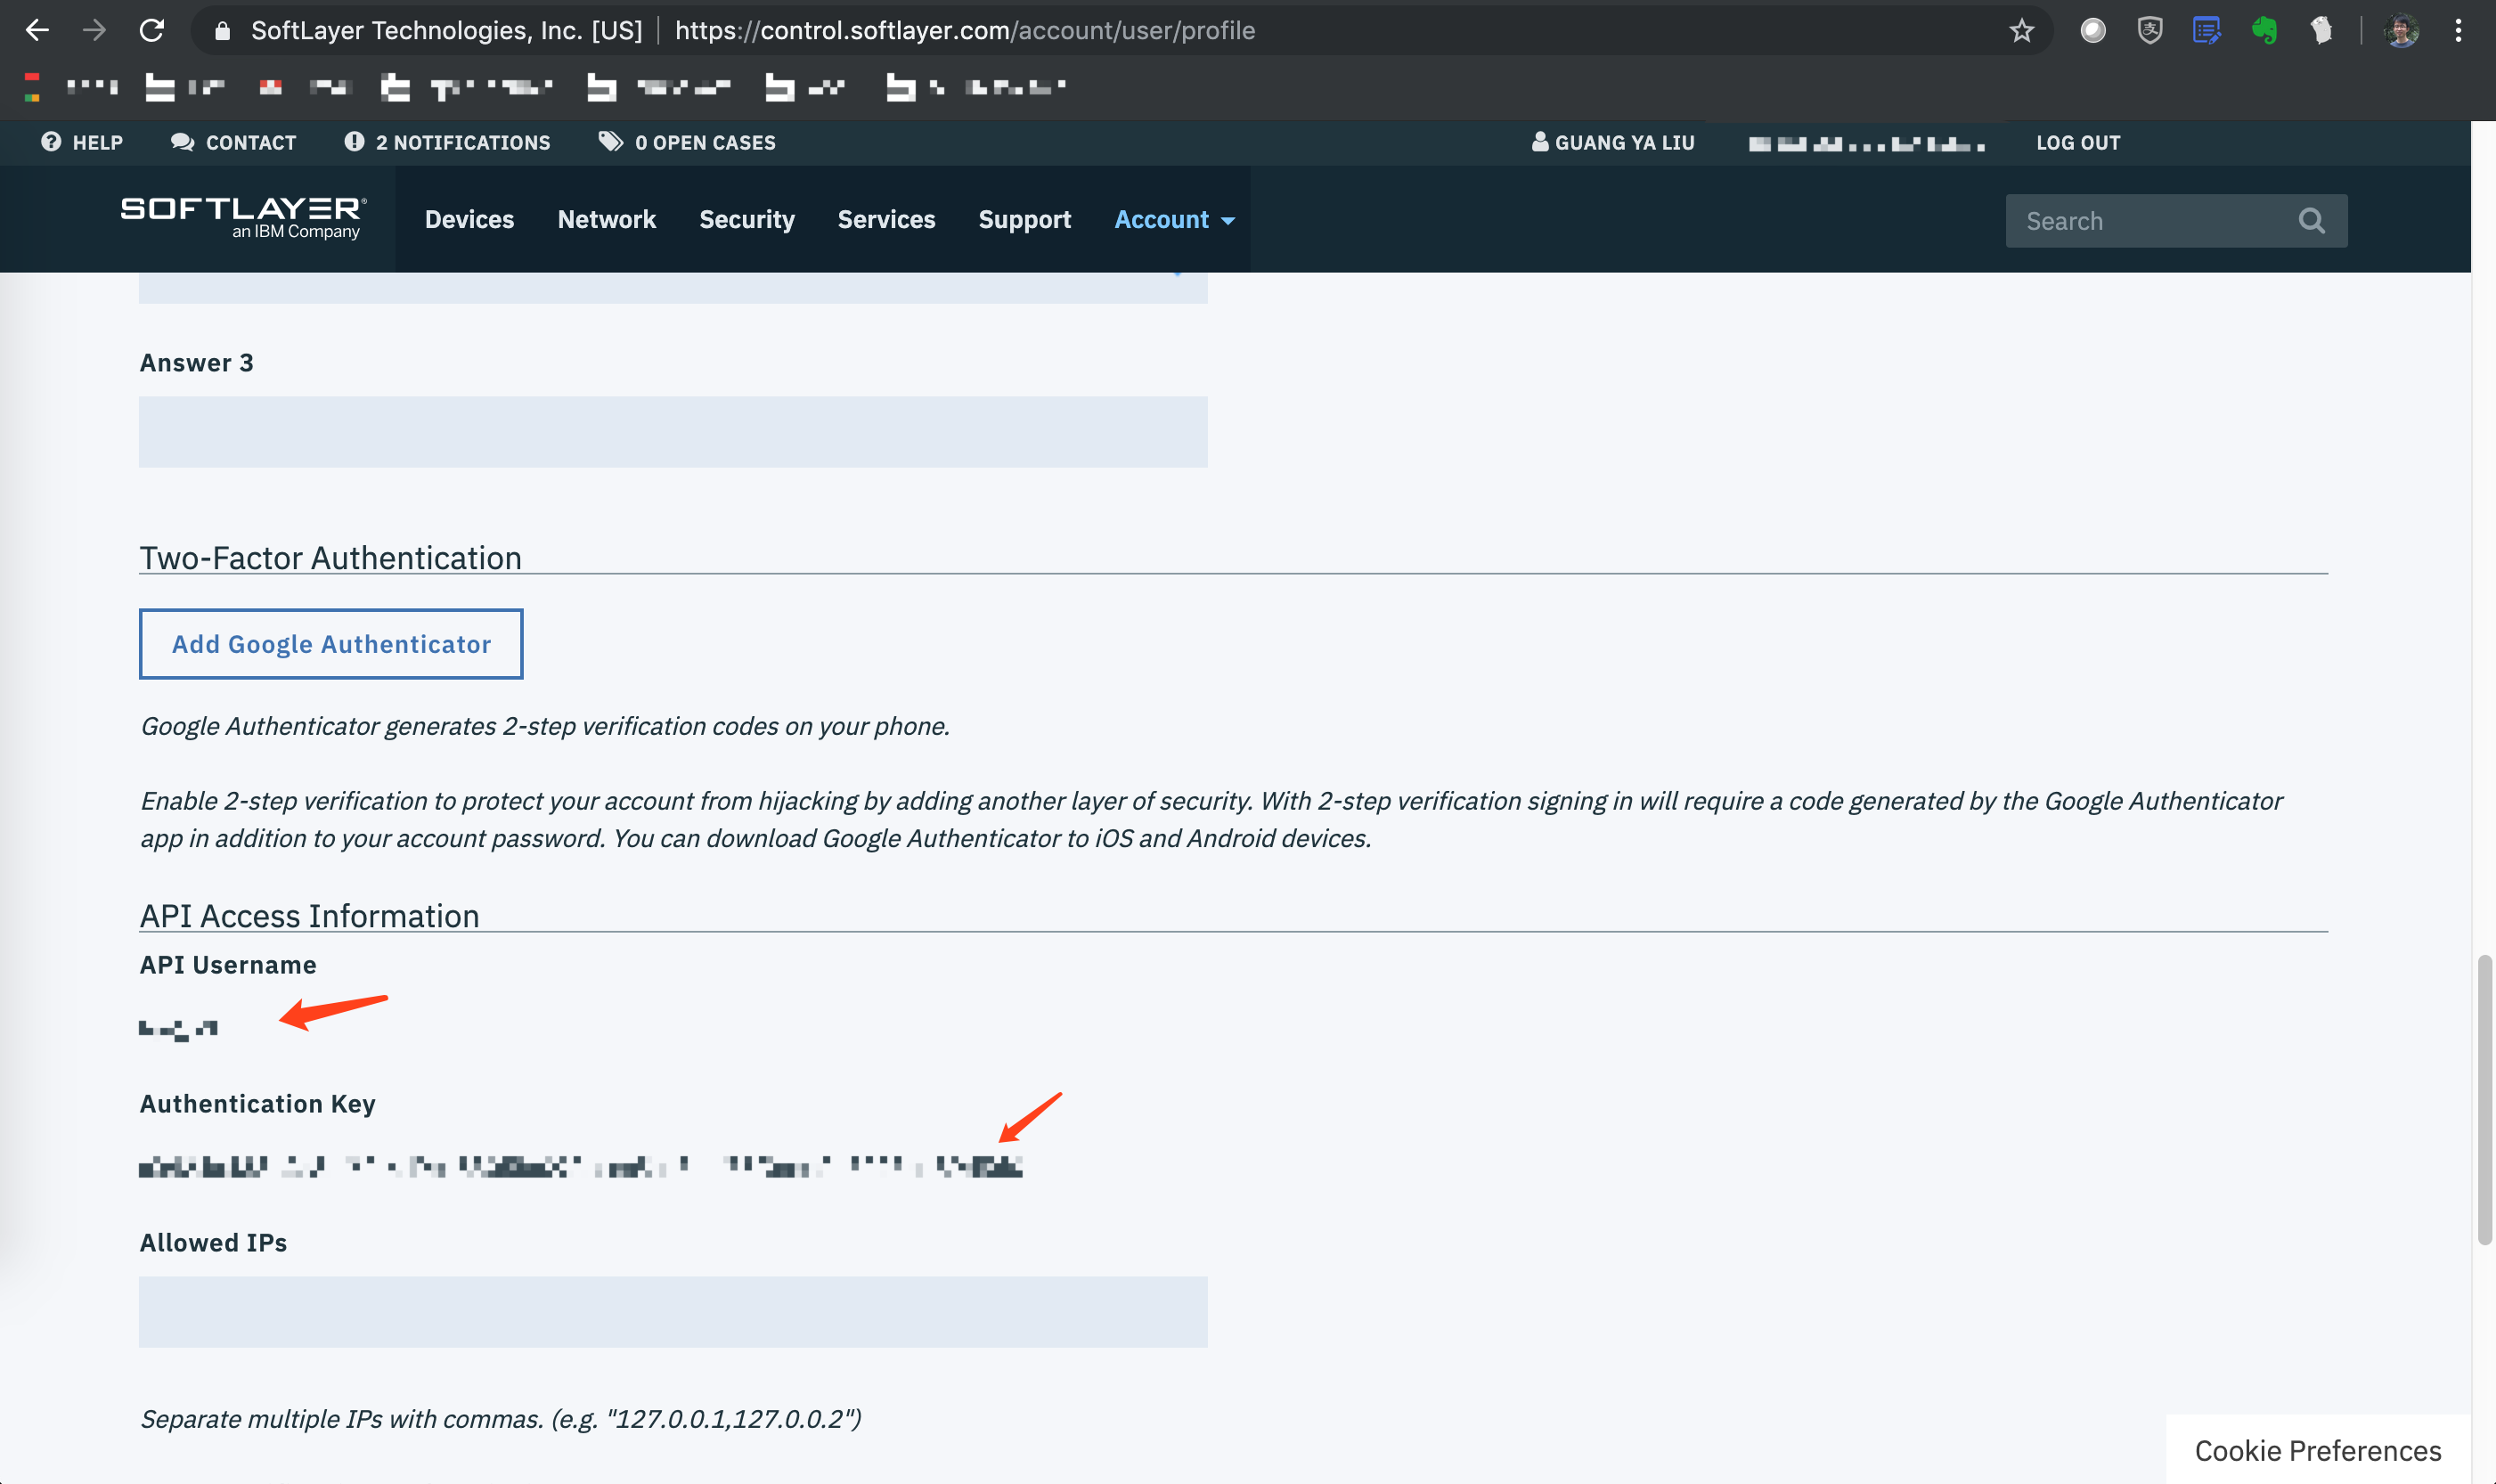 SoftLayer Technologies, Inc. [US] https://control.softlayer.com/account/user/profile
HELP CONTACT 2 NOTIFICATIONS 0 OPEN CASES GUANG YA LIU LOG OUT
SOFTLAYER®
an IBM Company
Devices Network Security Services Support Account Search
Answer 3
Two-Factor Authentication
Add Google Authenticator
Google Authenticator generates 2-step verification codes on your phone.
Enable 2-step verification to protect your account from hijacking by adding another layer of security. With 2-step verification signing in will require a code generated by the Google Authenticator
app in addition to your account password. You can download Google Authenticator to iOS and Android devices.
API Access Information
API Username
Authentication Key
Allowed IPs
Separate multiple IPs with commas. (e.g. "127.0.0.1,127.0.0.2")
Cookie Preferences